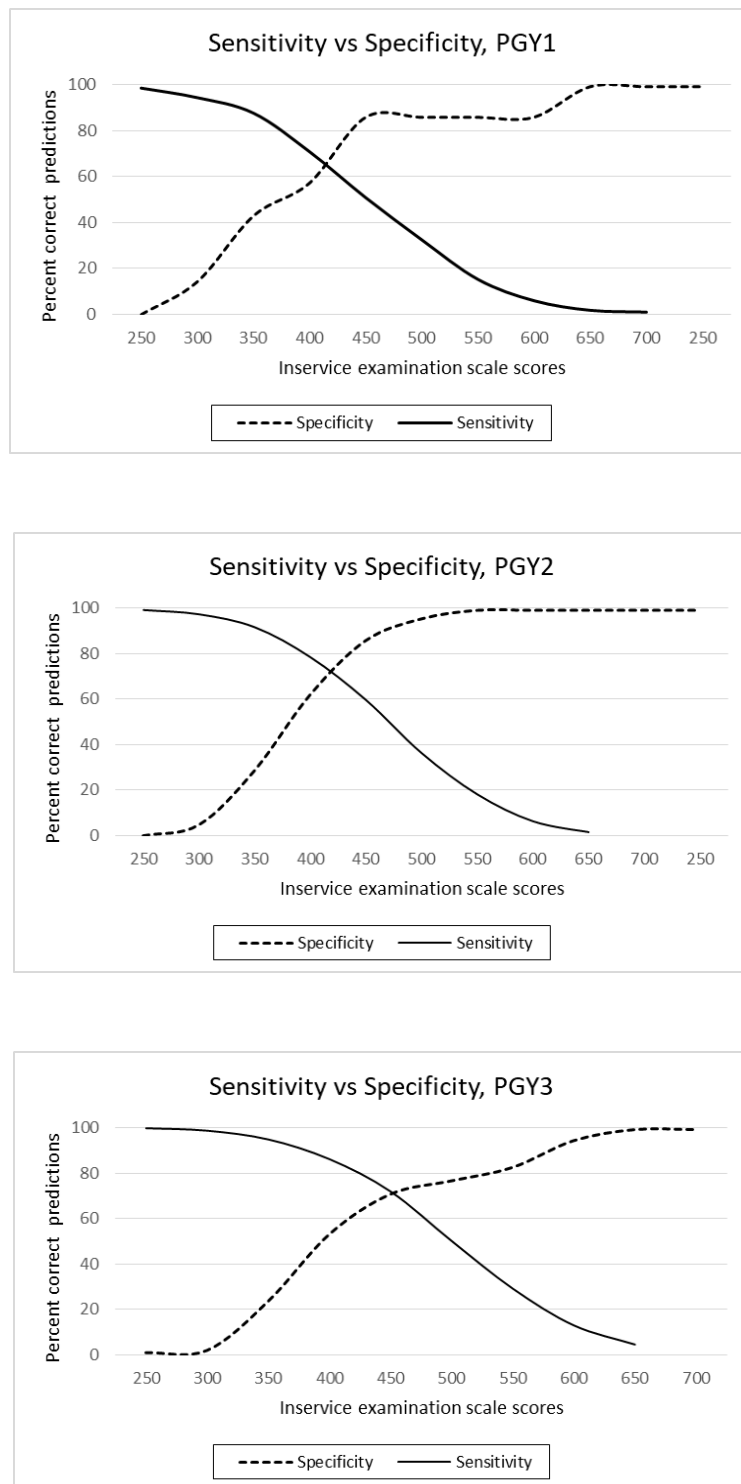 Sensitivity vs Specificity, PGY1
100
80
60
40
20
0
Percent correct predictions
250 300 350 400 450 500 550 600 650 700 250
Inservice examination scale scores
Specificity Sensitivity
Sensitivity vs Specificity, PGY2
100
80
60
40
20
0
Percent correct predictions
250 300 350 400 450 500 550 600 650 700 250
Inservice examination scale scores
Specificity Sensitivity
Sensitivity vs Specificity, PGY3
100
80
60
40
20
0
Percent correct predictions
250 300 350 400 450 500 550 600 650 700
Inservice examination scale scores
Specificity Sensitivity